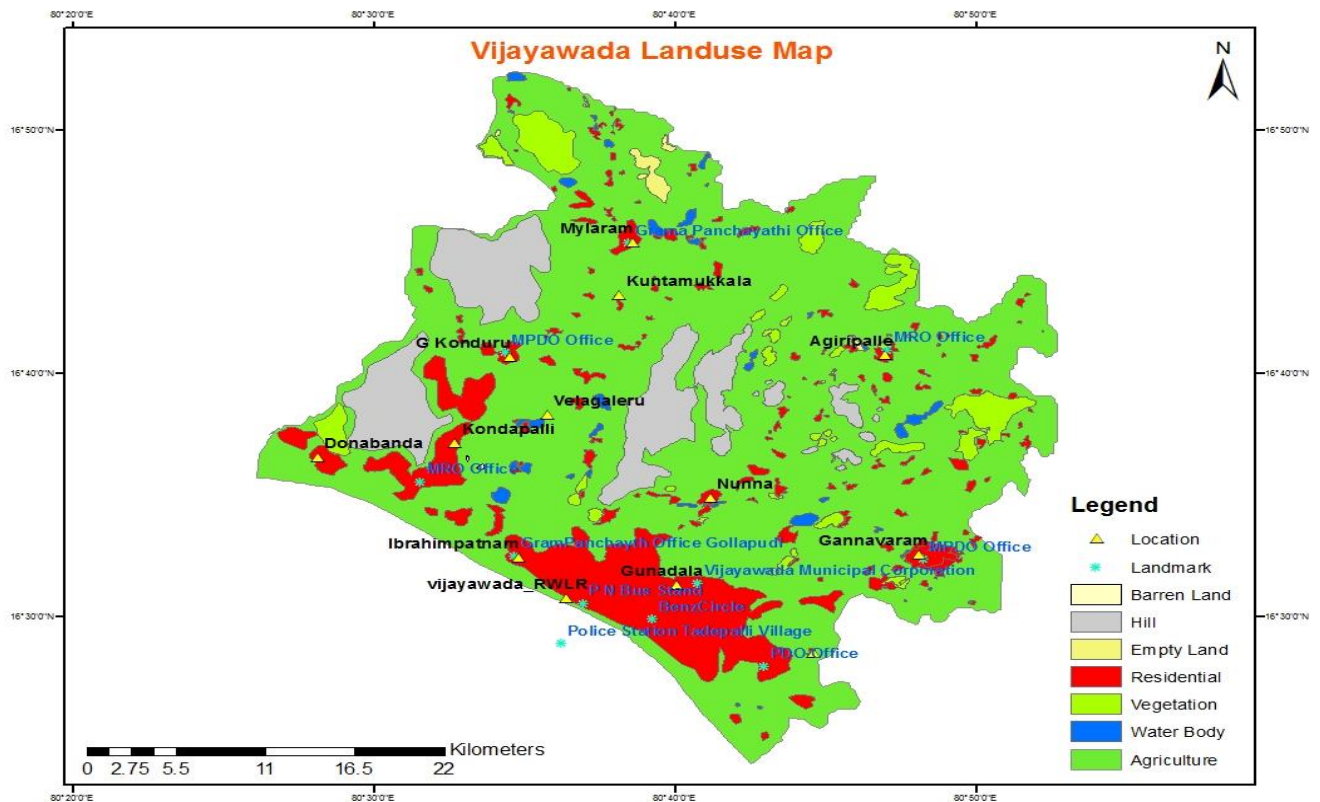 80°20'0"E 80°30'0"E 80°40'0"E 80°50'0"E
Vijayawada Landuse Map
N
16°50'0"N 16°50'0"N
Mylaram Grama Panchayathi Office
Kuntamukkala
G Konduru MPDO Office
Agiripalle MRO Office
16°40'0"N 16°40'0"N
Velagaleru
Kondapalli
Donabanda
MRO Office
Nunna
Ibrahimpatnam GramPanchayth Office Gollapudi
Gannavaram MPDO Office
Gunadala Vijayawada Municipal Corporation
vijayawada_RWLR P N Bus Stand
BenzCircle
16°30'0"N 16°30'0"N
Police Station Tadepalli Village
Office
Legend
Location
Landmark
Barren Land
Hill
Empty Land
Residential
Vegetation
Water Body
Agriculture
Kilometers
0 2.75 5.5 11 16.5 22
80°20'0"E 80°30'0"E 80°40'0"E 80°50'0"E